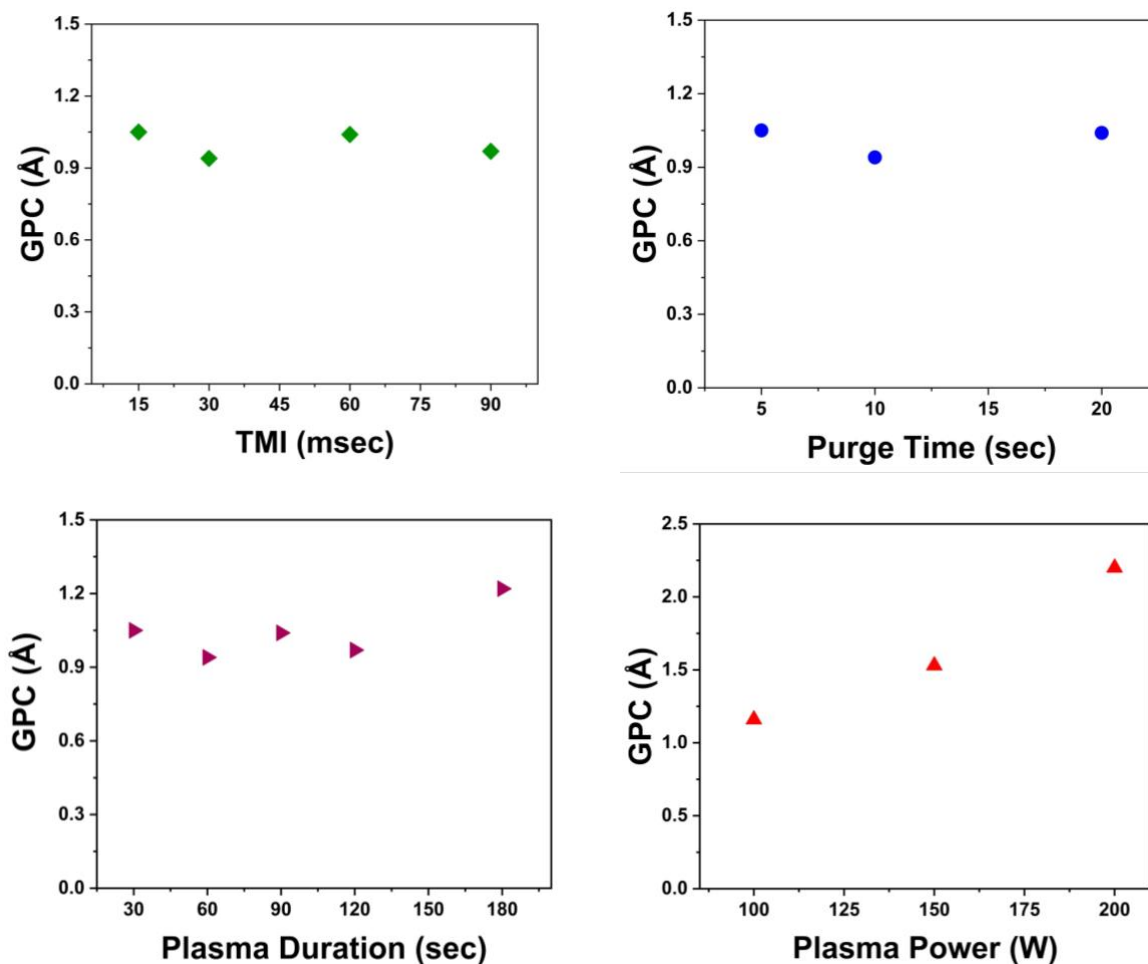 1.5
1.2
0.9
0.6
0.3
0.0
GPC (Å)
15 30 45 60 75 90
TMI (msec)
1.5
1.2
0.9
0.6
0.3
0.0
GPC (Å)
5 10 15 20
Purge Time (sec)
1.5
1.2
0.9
0.6
0.3
0.0
GPC (Å)
30 60 90 120 150 180
Plasma Duration (sec)
2.5
2.0
1.5
1.0
0.5
0.0
GPC (Å)
100 125 150 175 200
Plasma Power (W)